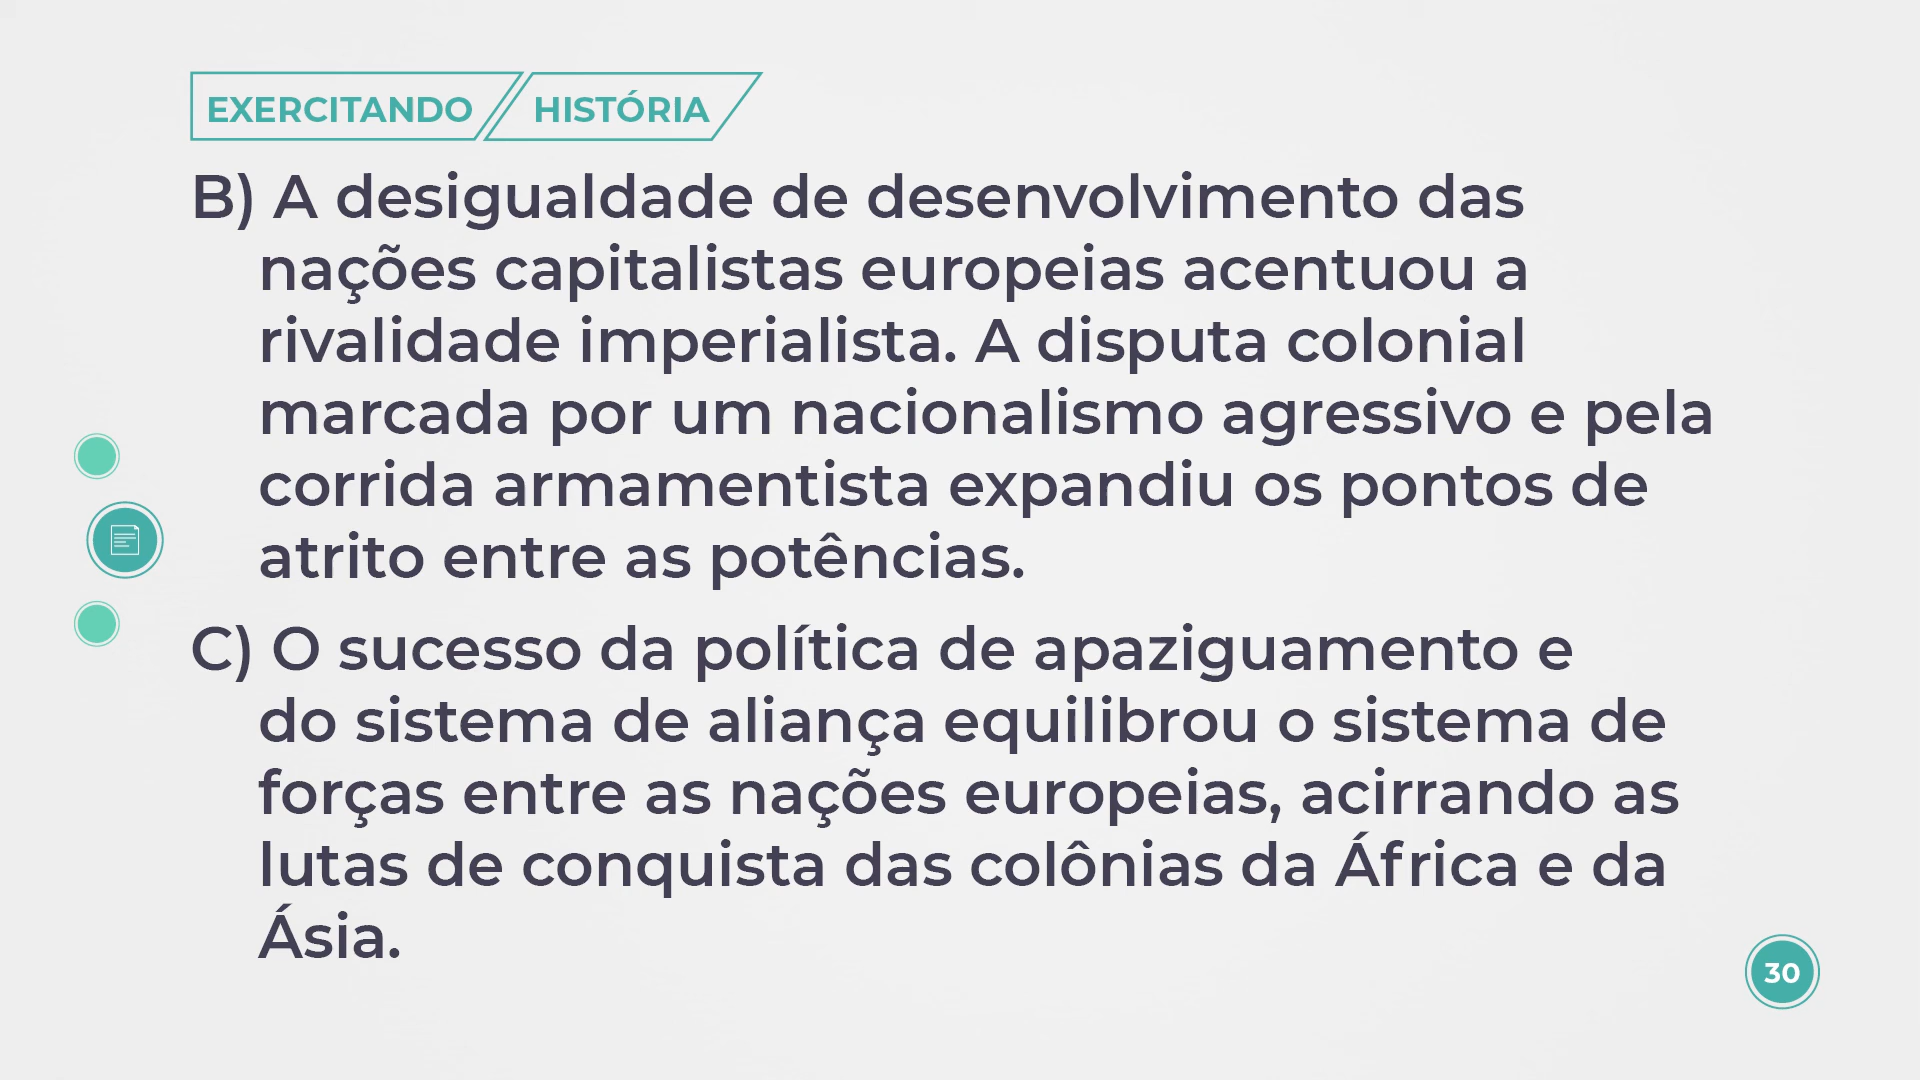 EXERCITANDO HISTÓRIA
B) A desigualdade de desenvolvimento das
nações capitalistas europeias acentuou a
rivalidade imperialista. A disputa colonial
marcada por um nacionalismo agressivo e pela
corrida armamentista expandiu os pontos de
atrito entre as potências.
C) O sucesso da política de apaziguamento e
do sistema de aliança equilibrou o sistema de
forças entre as nações europeias, acirrando as
lutas de conquista das colônias da África e da
Ásia.
30